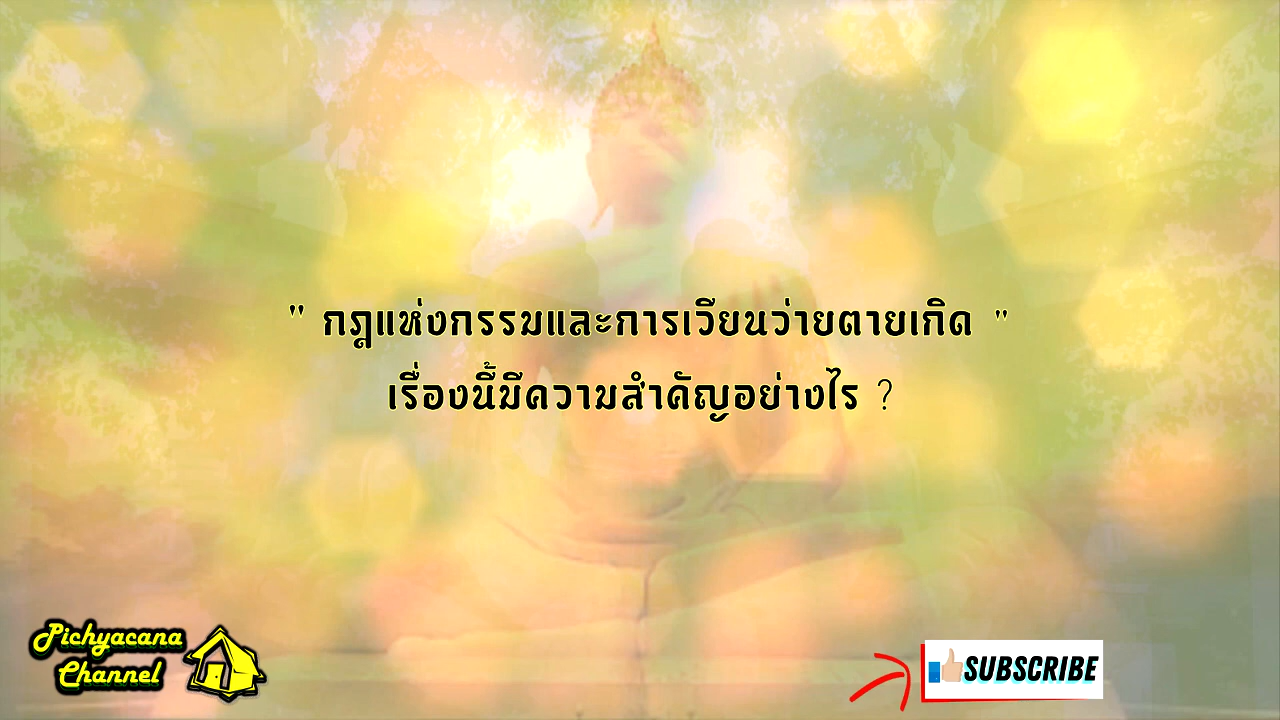 " กฎแห่งกรรมและการเวียนว่ายตายเกิด "
เรื่องนี้มีความสำคัญอย่างไร ?
Pichyacana
Channel
SUBSCRIBE